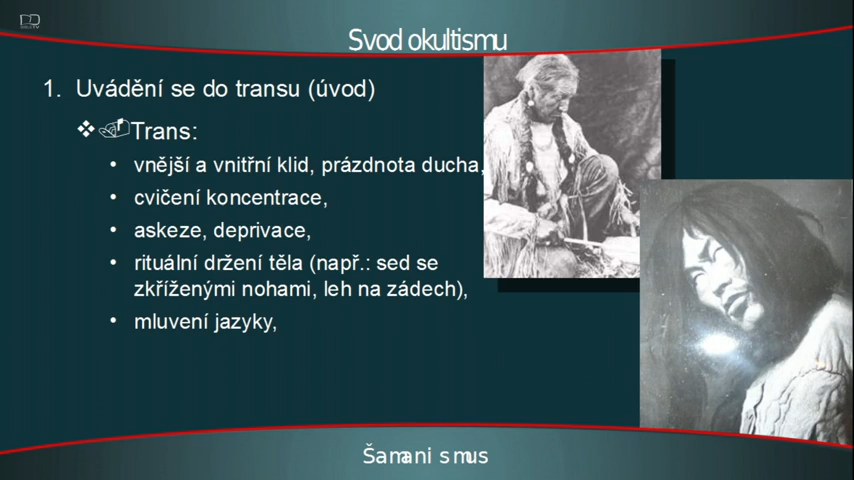 Svod okultismu
1. Uvádění se do transu (úvod)
Trans:
• vnější a vnitřní klid, prázdnota ducha,
• cvičení koncentrace,
• askeze, deprivace,
• rituální držení těla (např.: sed se
zkříženými nohami, leh na zádech),
• mluvení jazyky,
Šamanismus